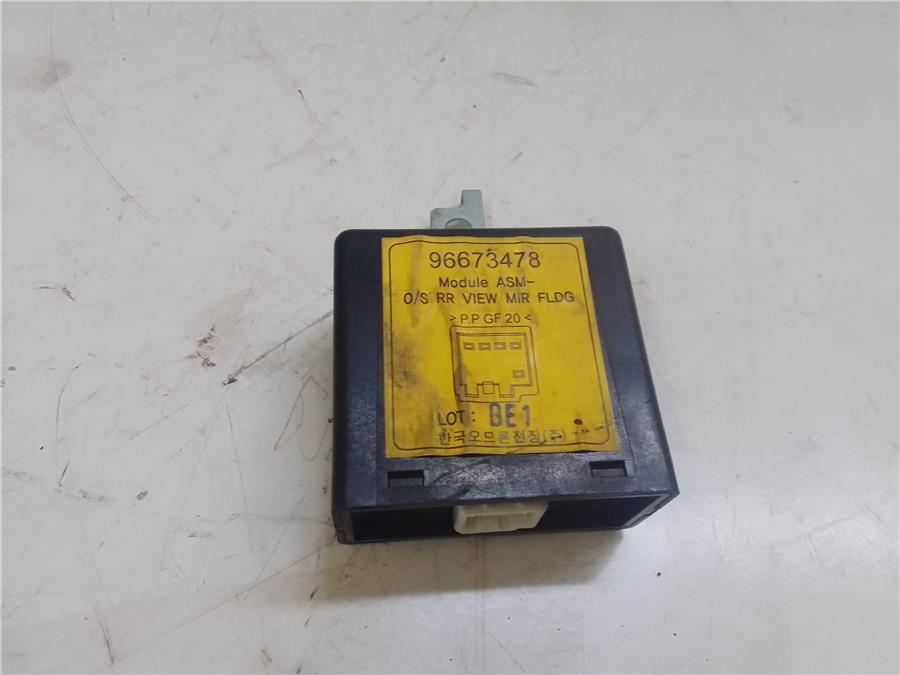 96673478
Module ASM-
O/S RR VIEW MIR FLDG
> P.P GF 20 <
LOT : BE1
한국오므론전장(주)